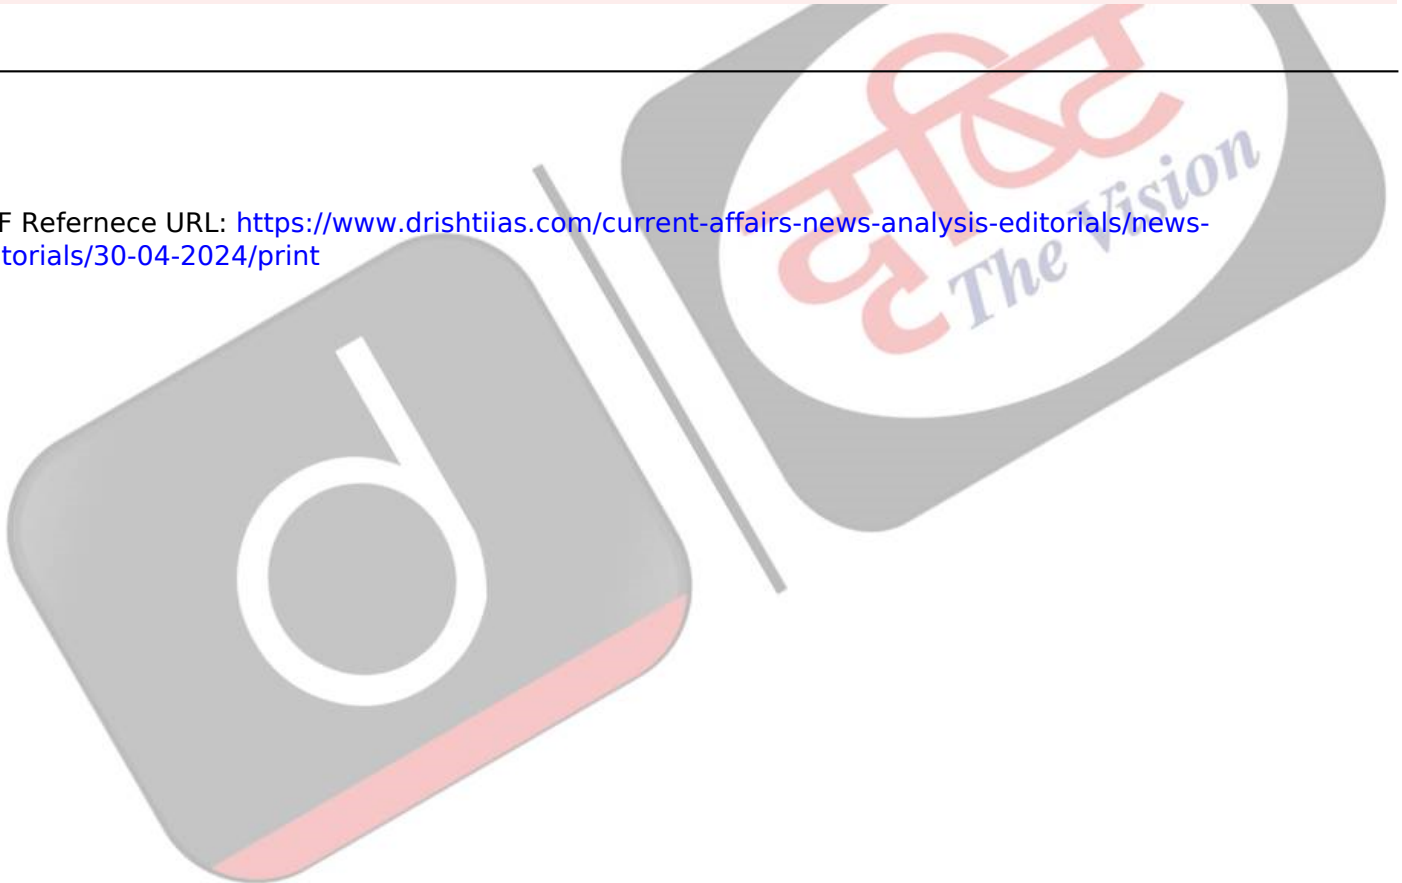 F Refernece URL: https://www.drishtiias.com/current-affairs-news-analysis-editorials/news-
torials/30-04-2024/print
दृष्टि
The Vision
d